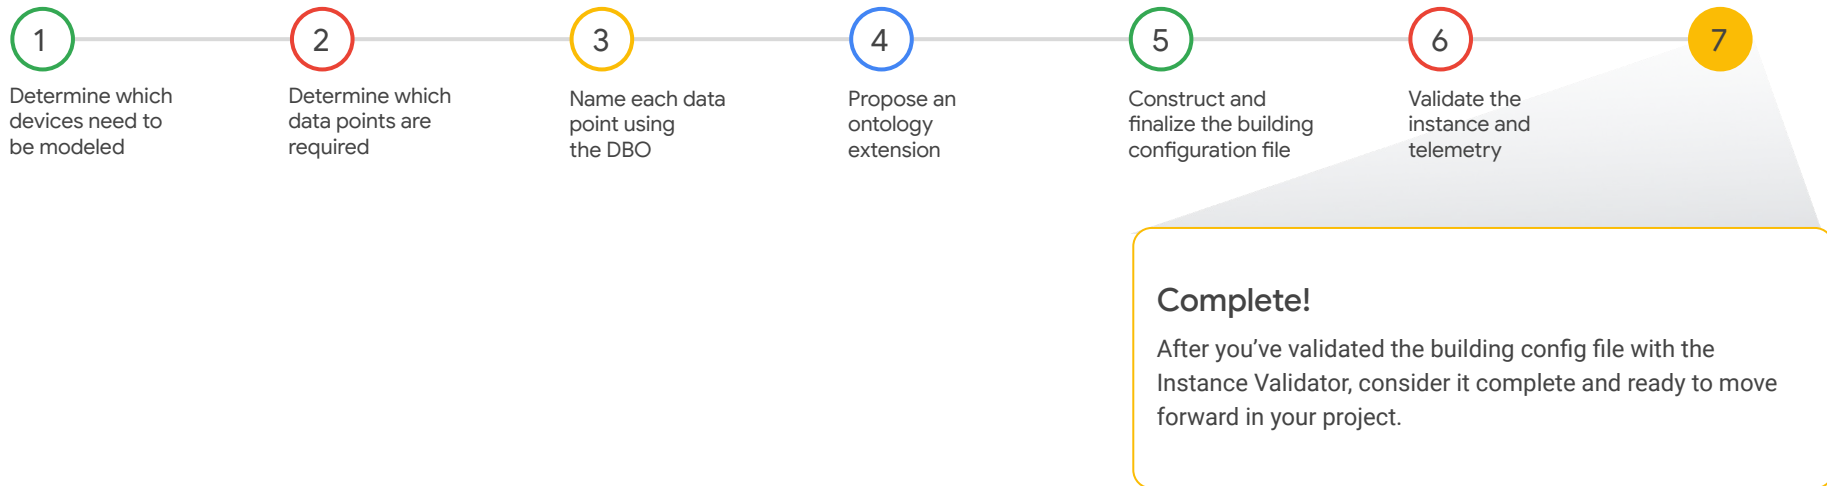 1
Determine which
devices need to
be modeled
2
Determine which
data points are
required
3
Name each data
point using
the DBO
4
Propose an
ontology
extension
5
Construct and
finalize the building
configuration file
6
Validate the
instance and
telemetry
7
Complete!
After you’ve validated the building config file with the
Instance Validator, consider it complete and ready to move
forward in your project.